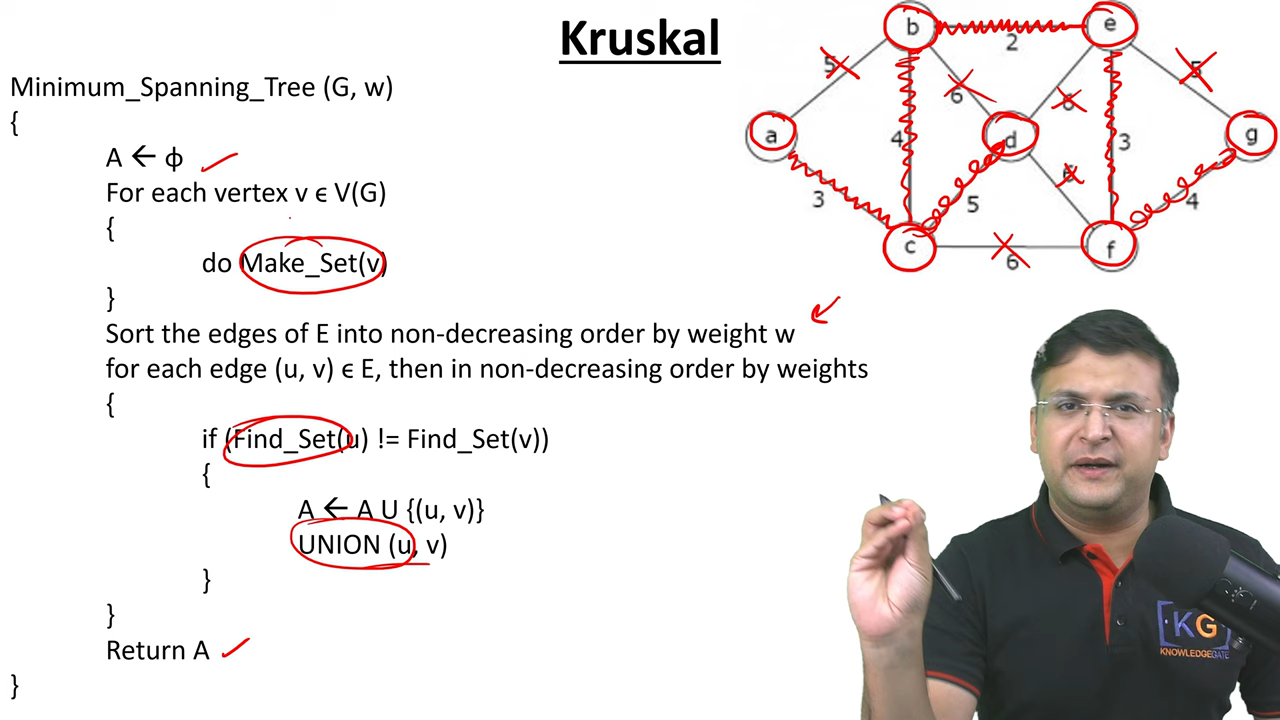 Kruskal
Minimum_Spanning_Tree (G, w)
{
A ← ϕ
For each vertex v ϵ V(G)
{
do Make_Set(v)
}
Sort the edges of E into non-decreasing order by weight w
for each edge (u, v) ϵ E, then in non-decreasing order by weights
{
if (Find_Set(u) != Find_Set(v))
{
A ← A U {(u, v)}
UNION (u, v)
}
}
Return A
}
b
e
2
5
5
6
6
a
d
g
4
3
3
5
6
4
c
f
6
KG
KNOWLEDGEGATE